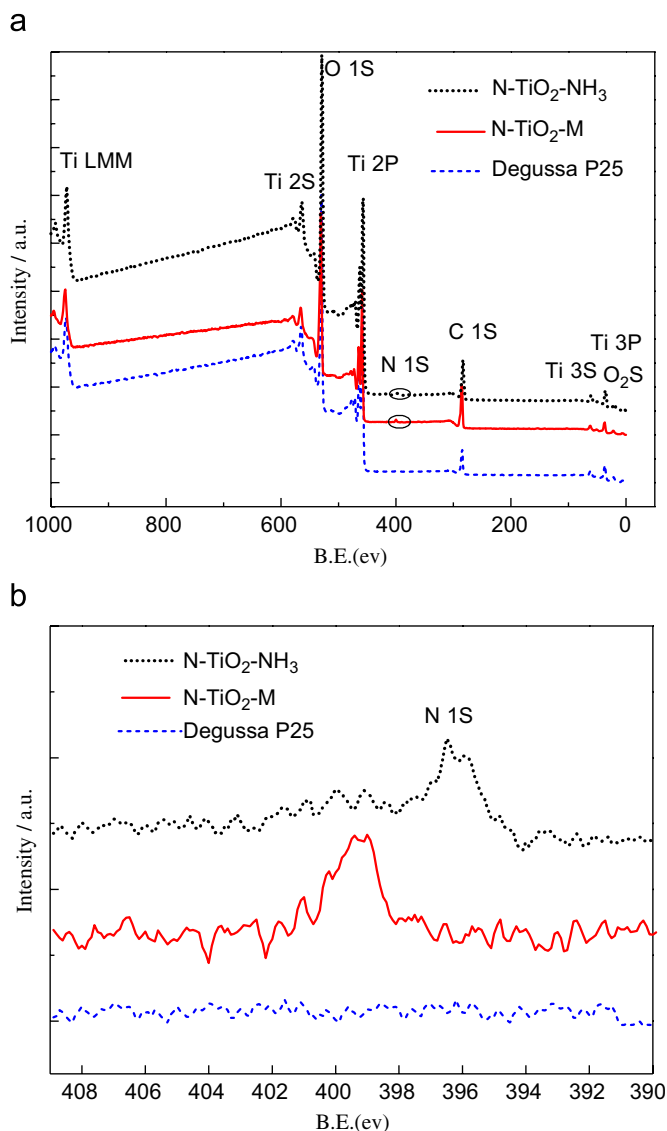 a
O 1S
N-TiO2-NH3
N-TiO2-M
Degussa P25
Ti LMM
Ti 2S
Ti 2P
N 1S
C 1S
Ti 3P
Ti 3S
O2S
Intensity / a.u.
1000 800 600 400 200 0
B.E.(ev)
b
N-TiO2-NH3
N-TiO2-M
Degussa P25
N 1S
Intensity / a.u.
408 406 404 402 400 398 396 394 392 390
B.E.(ev)